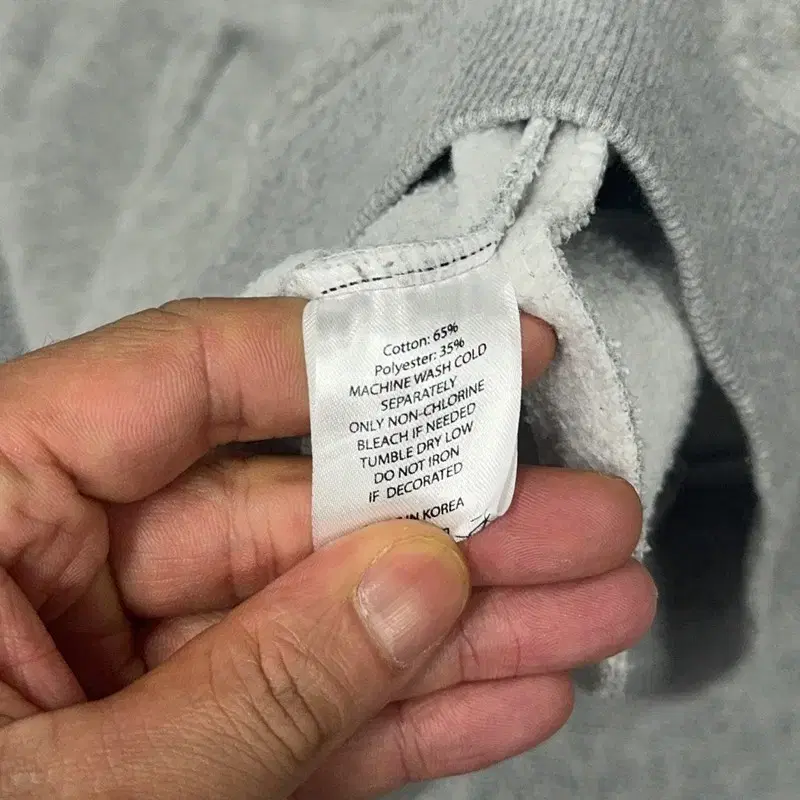 Cotton: 65%
Polyester: 35%
MACHINE WASH COLD
SEPARATELY
ONLY NON-CHLORINE
BLEACH IF NEEDED
TUMBLE DRY LOW
DO NOT IRON
IF DECORATED
IN KOREA